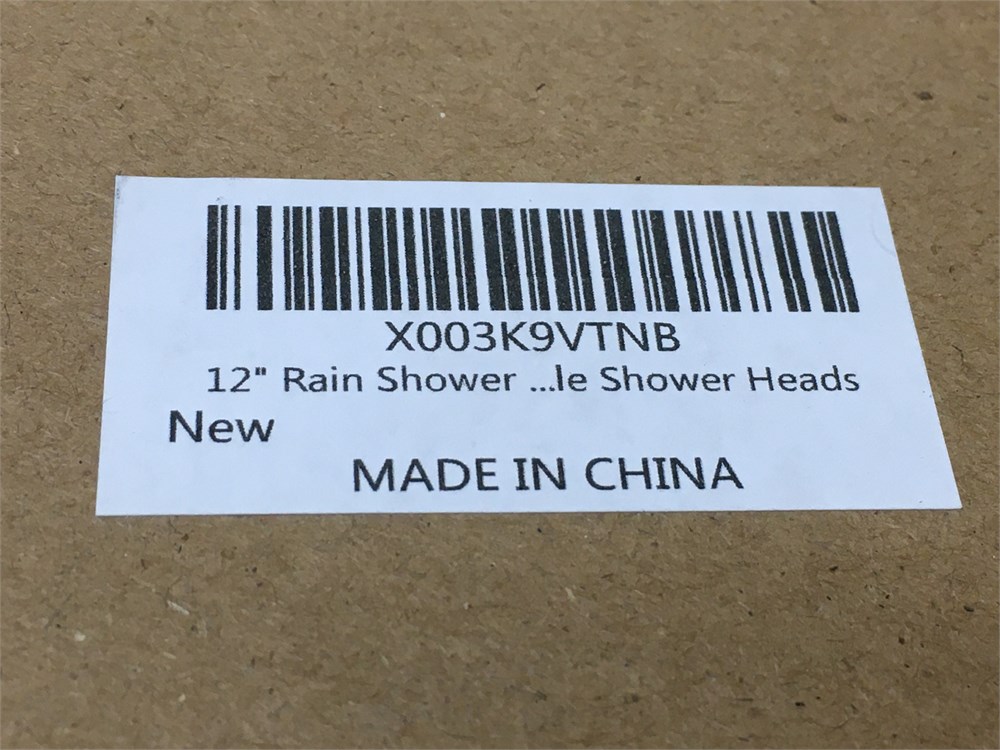 X003K9VTNB
12" Rain Shower ...le Shower Heads
New
MADE IN CHINA